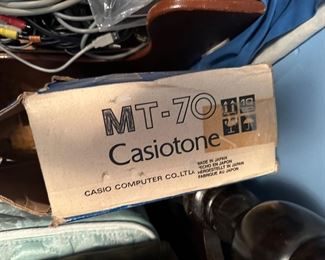 MT-70
Casiotone
CASIO COMPUTER CO.,LTD.
MADE IN JAPAN
HECHO EN JAPON
HERGESTELLT IN JAPAN
FABRIQUE AU JAPON